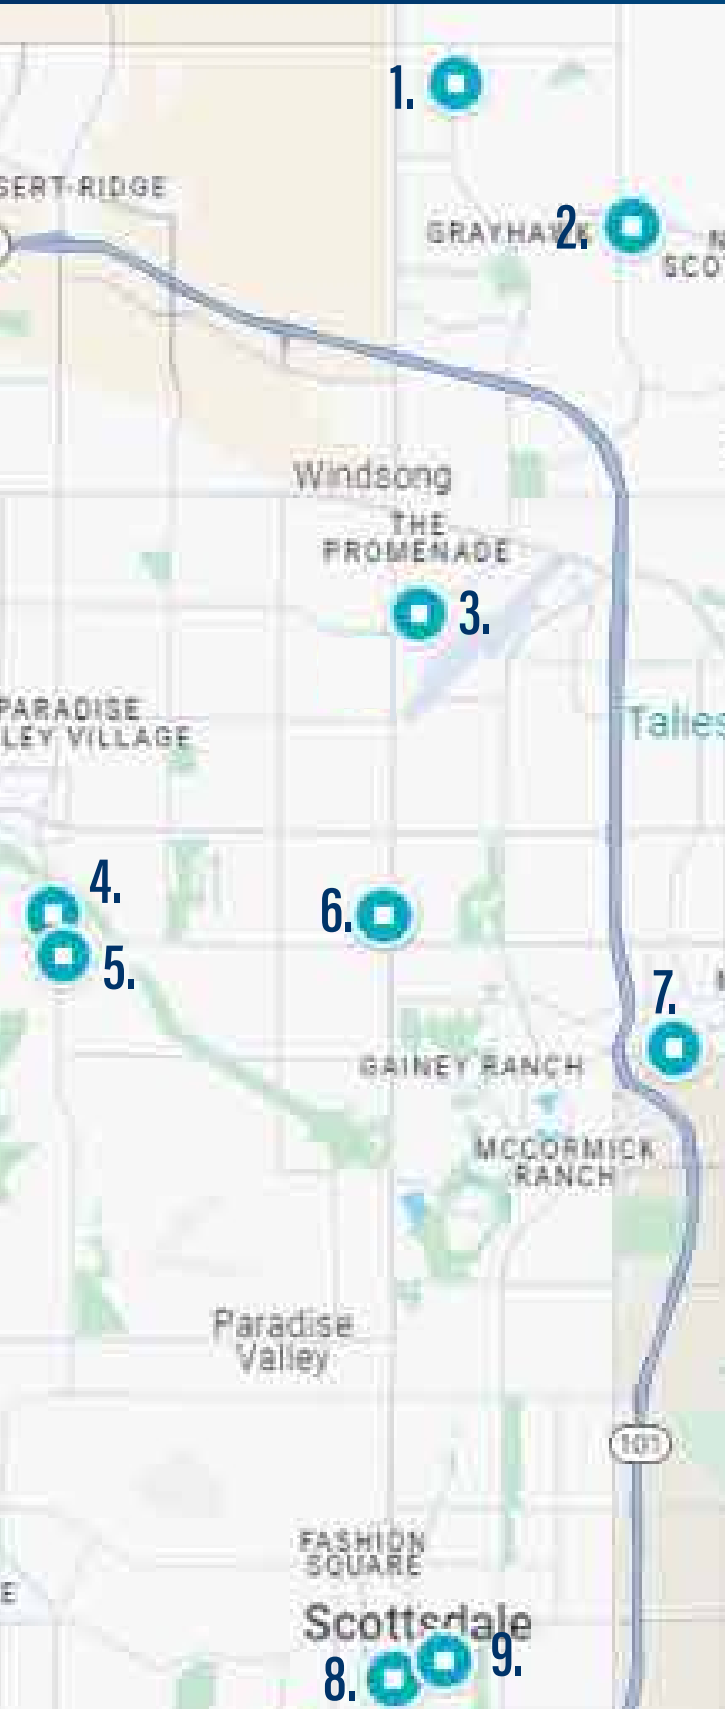 1.
SERT RIDGE
GRAYHAWK
2.
SCO
Windsong
THE
PROMENADE
3.
PARADISE
LEY VILLAGE
Talies
4.
6.
5.
7.
GAINEY RANCH
MCCORMICK
RANCH
Paradise
Valley
101
FASHION
SQUARE
E
Scottsdale
8.
9.